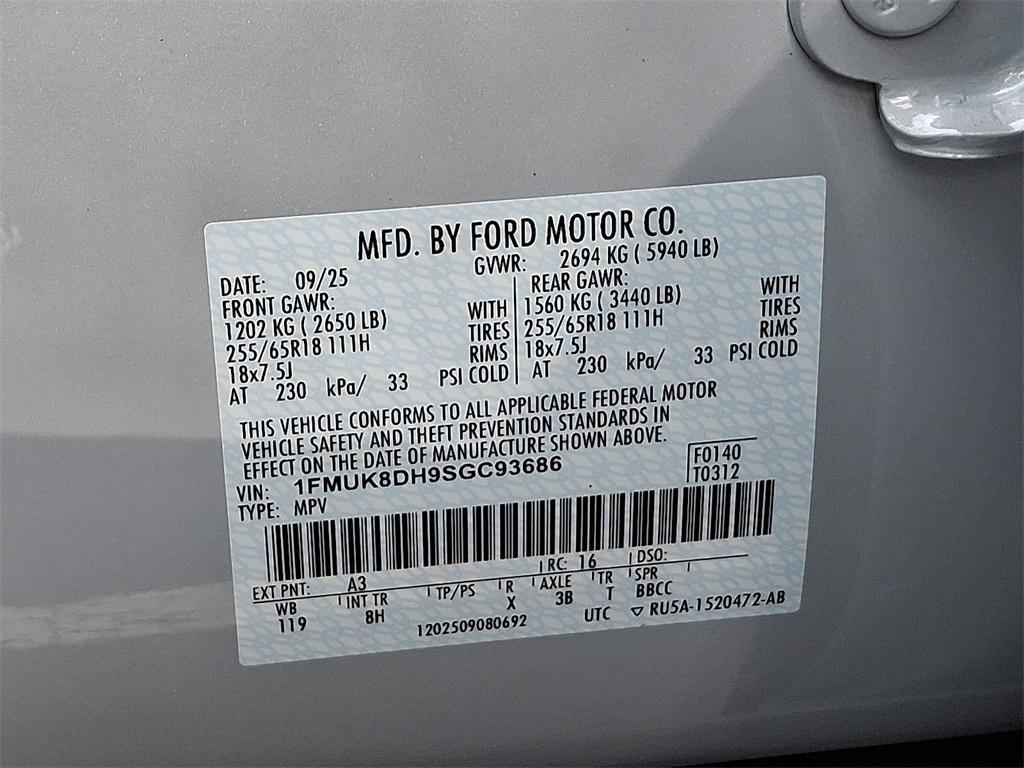 MFD. BY FORD MOTOR CO.
DATE: 09/25 GVWR: 2694 KG ( 5940 LB)
FRONT GAWR: REAR GAWR:
1202 KG ( 2650 LB) WITH 1560 KG ( 3440 LB) WITH
255/65R18 111H TIRES 255/65R18 111H TIRES
18x7.5J RIMS 18x7.5J RIMS
AT 230 kPa/ 33 PSI COLD AT 230 kPa/ 33 PSI COLD
THIS VEHICLE CONFORMS TO ALL APPLICABLE FEDERAL MOTOR
VEHICLE SAFETY AND THEFT PREVENTION STANDARDS IN
EFFECT ON THE DATE OF MANUFACTURE SHOWN ABOVE.
VIN: 1FMUK8DH9SGC93686 F0140
TYPE: MPV T0312
EXT PNT: A3 RC: 16 DSO:
WB INT TR TP/PS R AXLE TR SPR
119 8H X 3B T BBCC
1202509080692 UTC ▽ RU5A-1520472-AB